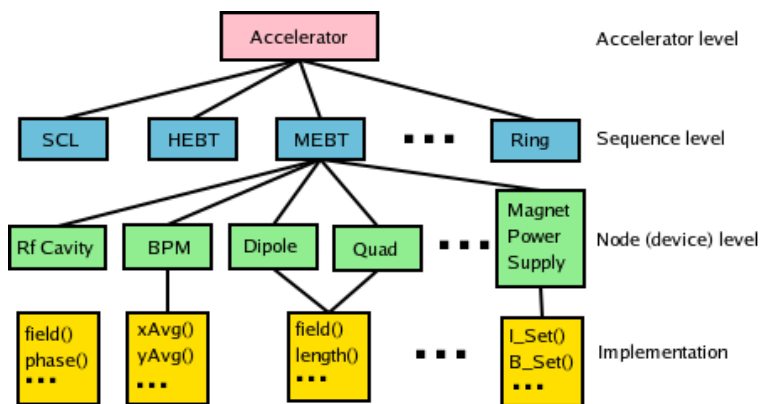 Accelerator
Accelerator level
SCL
HEBT
MEBT
...
Ring
Sequence level
Rf Cavity
BPM
Dipole
Quad
...
Magnet
Power
Supply
Node (device) level
field()
phase()
...
xAvg()
yAvg()
...
field()
length()
...
...
I_Set()
B_Set()
...
Implementation